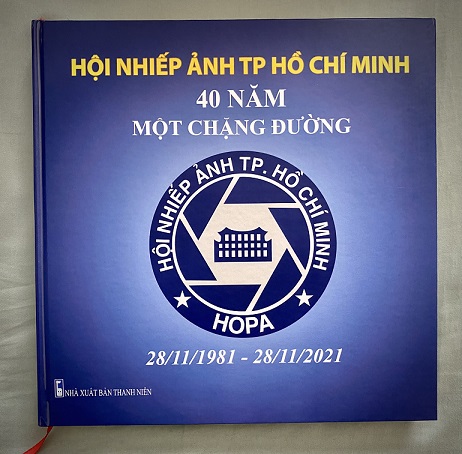 HỘI NHIẾP ẢNH TP HỒ CHÍ MINH
40 NĂM
MỘT CHẶNG ĐƯỜNG
HỘI NHIẾP ẢNH TP. HỒ CHÍ MINH
HOPA
28/11/1981 - 28/11/2021
NHÀ XUẤT BẢN THANH NIÊN